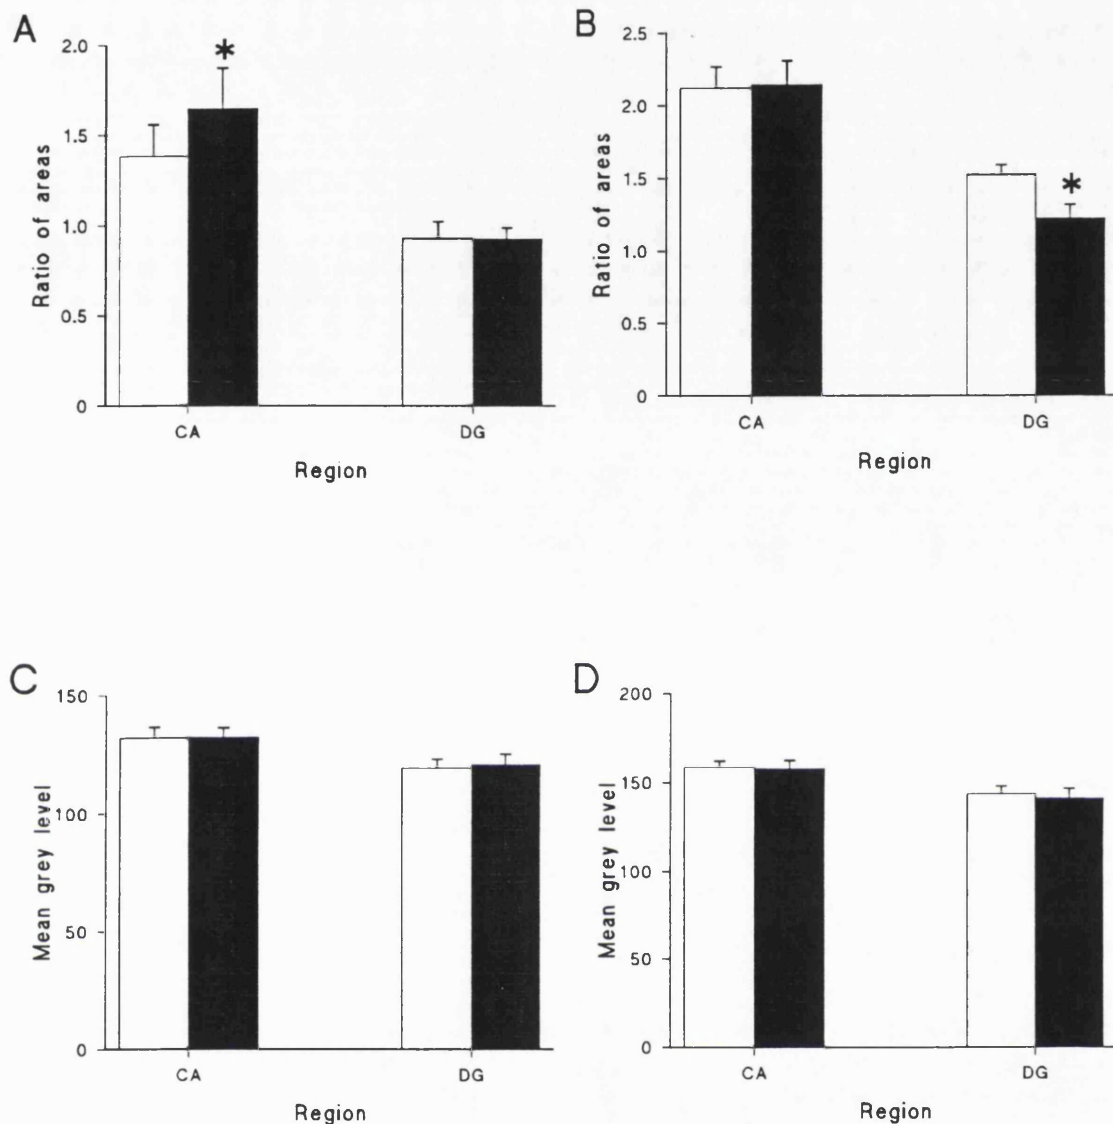 A
2.0
1.5
1.0
0.5
0
Ratio of areas
*
CA
DG
Region
B
2.5
2.0
1.5
1.0
0.5
0
Ratio of areas
*
CA
DG
Region
C
150
100
50
0
Mean grey level
CA
DG
Region
D
200
150
100
50
0
Mean grey level
CA
DG
Region